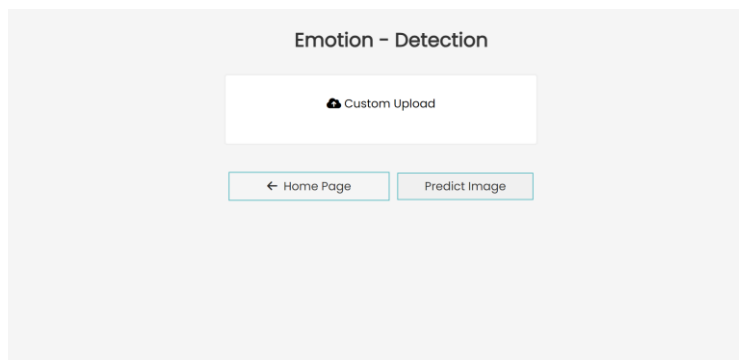 Emotion - Detection
Custom Upload
← Home Page
Predict Image